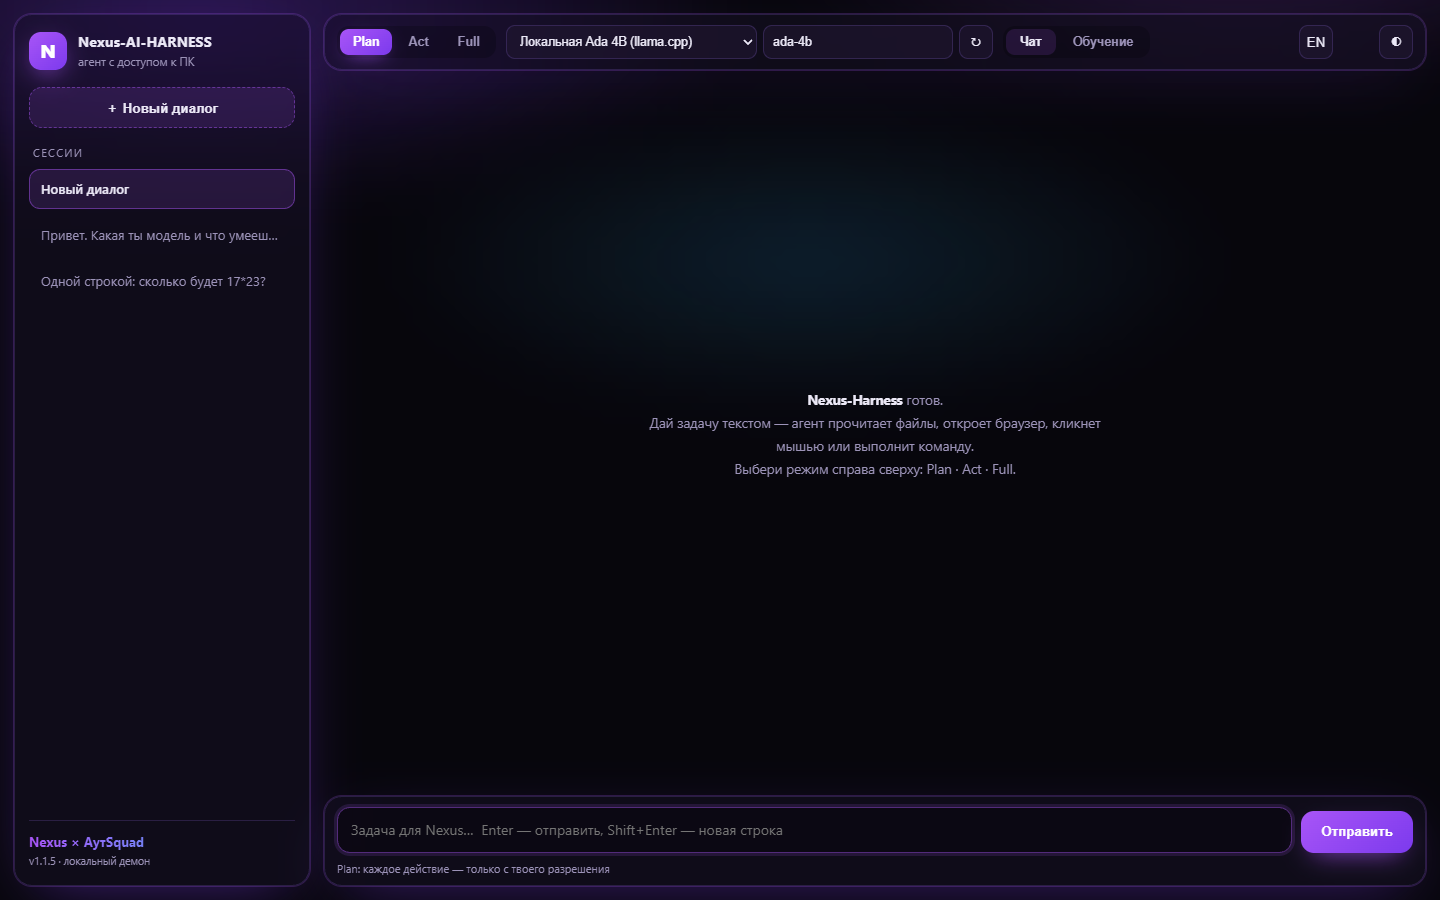 N
Nexus-AI-HARNESS
агент с доступом к ПК
+ Новый диалог
СЕССИИ
Новый диалог
Привет. Какая ты модель и что умееш...
Одной строкой: сколько будет 17*23?
Nexus × АутSquad
v1.1.5 · локальный демон
Plan Act Full Локальная Ada 4B (llama.cpp) ada-4b ↻ Чат Обучение EN ◐
Nexus-Harness готов.
Дай задачу текстом — агент прочитает файлы, откроет браузер, кликнет
мышью или выполнит команду.
Выбери режим справа сверху: Plan · Act · Full.
Задача для Nexus... Enter — отправить, Shift+Enter — новая строка
Отправить
Plan: каждое действие — только с твоего разрешения